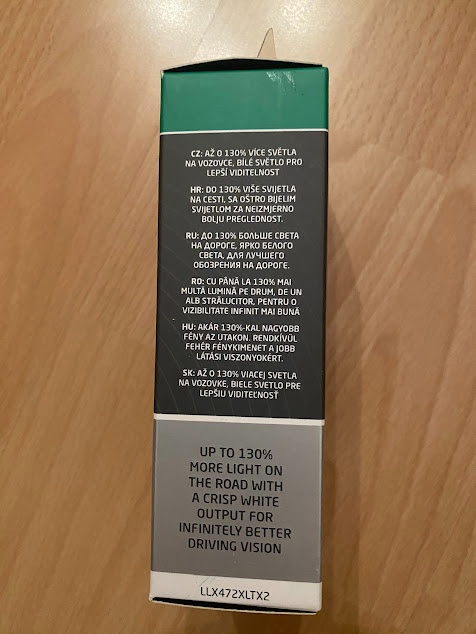 CZ: AŽ O 130% VÍCE SVĚTLA
NA VOZOVCE, BÍLÉ SVĚTLO PRO
LEPŠÍ VIDITELNOST
HR: DO 130% VIŠE SVIJETLA
NA CESTI, SA OŠTRO BIJELIM
SVIJETLOM ZA NEIZMJERNO
BOLJU PREGLEDNOST.
RU: ДО 130% БОЛЬШЕ СВЕТА
НА ДОРОГЕ, ЯРКО БЕЛОГО
СВЕТА, ДЛЯ ЛУЧШЕГО
ОБОЗРЕНИЯ НА ДОРОГЕ.
RO: CU PÂNĂ LA 130% MAI
MULTĂ LUMINĂ PE DRUM, DE UN
ALB STRĂLUCITOR, PENTRU O
VIZIBILITATE INFINIT MAI BUNĂ
HU: AKÁR 130%-KAL NAGYOBB
FÉNY AZ UTAKON. RENDKÍVÜL
FEHÉR FÉNYKIMENET A JOBB
LÁTÁSI VISZONYOKÉRT.
SK: AŽ O 130% VIACEJ SVETLA
NA VOZOVKE, BIELE SVETLO PRE
LEPŠIU VIDITEĽNOSŤ
UP TO 130%
MORE LIGHT ON
THE ROAD WITH
A CRISP WHITE
OUTPUT FOR
INFINITELY BETTER
DRIVING VISION
LLX472XLTX2